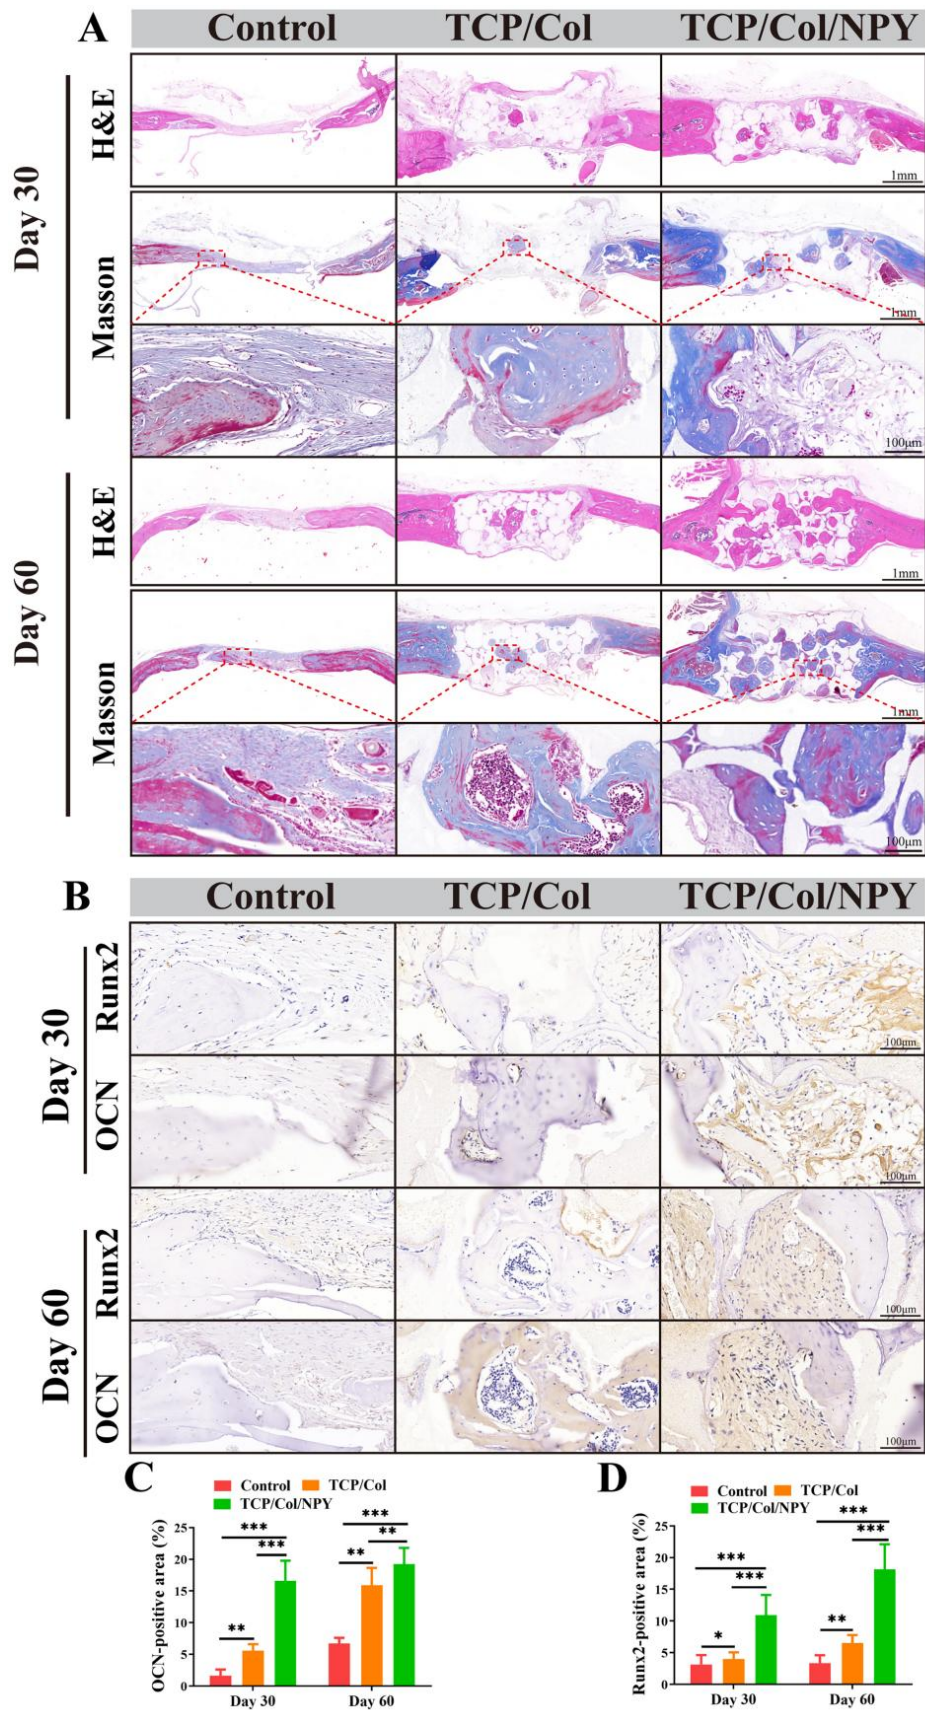 A
Control TCP/Col TCP/Col/NPY
Day 30
H&E
1mm
Masson
1mm
100μm
Day 60
H&E
1mm
Masson
1mm
100μm
B
Control TCP/Col TCP/Col/NPY
Day 30
Runx2
100μm
OCN
100μm
Day 60
Runx2
100μm
OCN
100μm
C
Control TCP/Col
TCP/Col/NPY
OCN-positive area (%)
25
20
15
10
5
0
*** *** ** *** ** **
Day 30 Day 60
D
Control TCP/Col
TCP/Col/NPY
Runx2-positive area (%)
25
20
15
10
5
0
*** *** * *** *** **
Day 30 Day 60